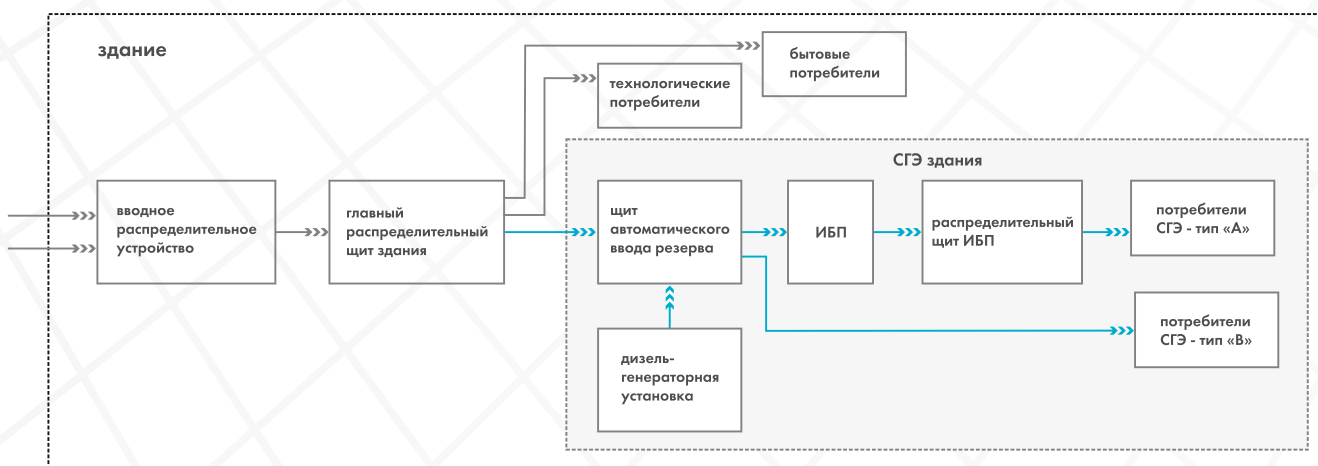 здание
бытовые
потребители
технологические
потребители
СГЭ здания
вводное
распределительное
устройство
главный
распределительный
щит здания
щит
автоматического
ввода резерва
ИБП
распределительный
щит ИБП
потребители
СГЭ - тип «А»
потребители
СГЭ - тип «В»
дизель-
генераторная
установка